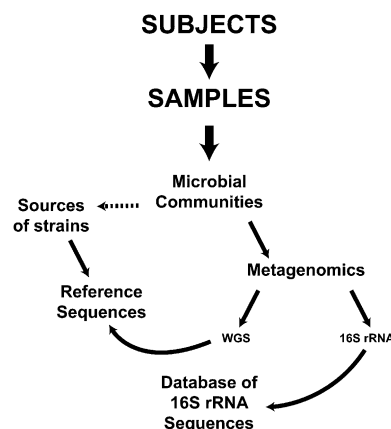 SUBJECTS
SAMPLES
Microbial
Communities
Sources
of strains
Metagenomics
Reference
Sequences
WGS
16S rRNA
Database of
16S rRNA
Sequences